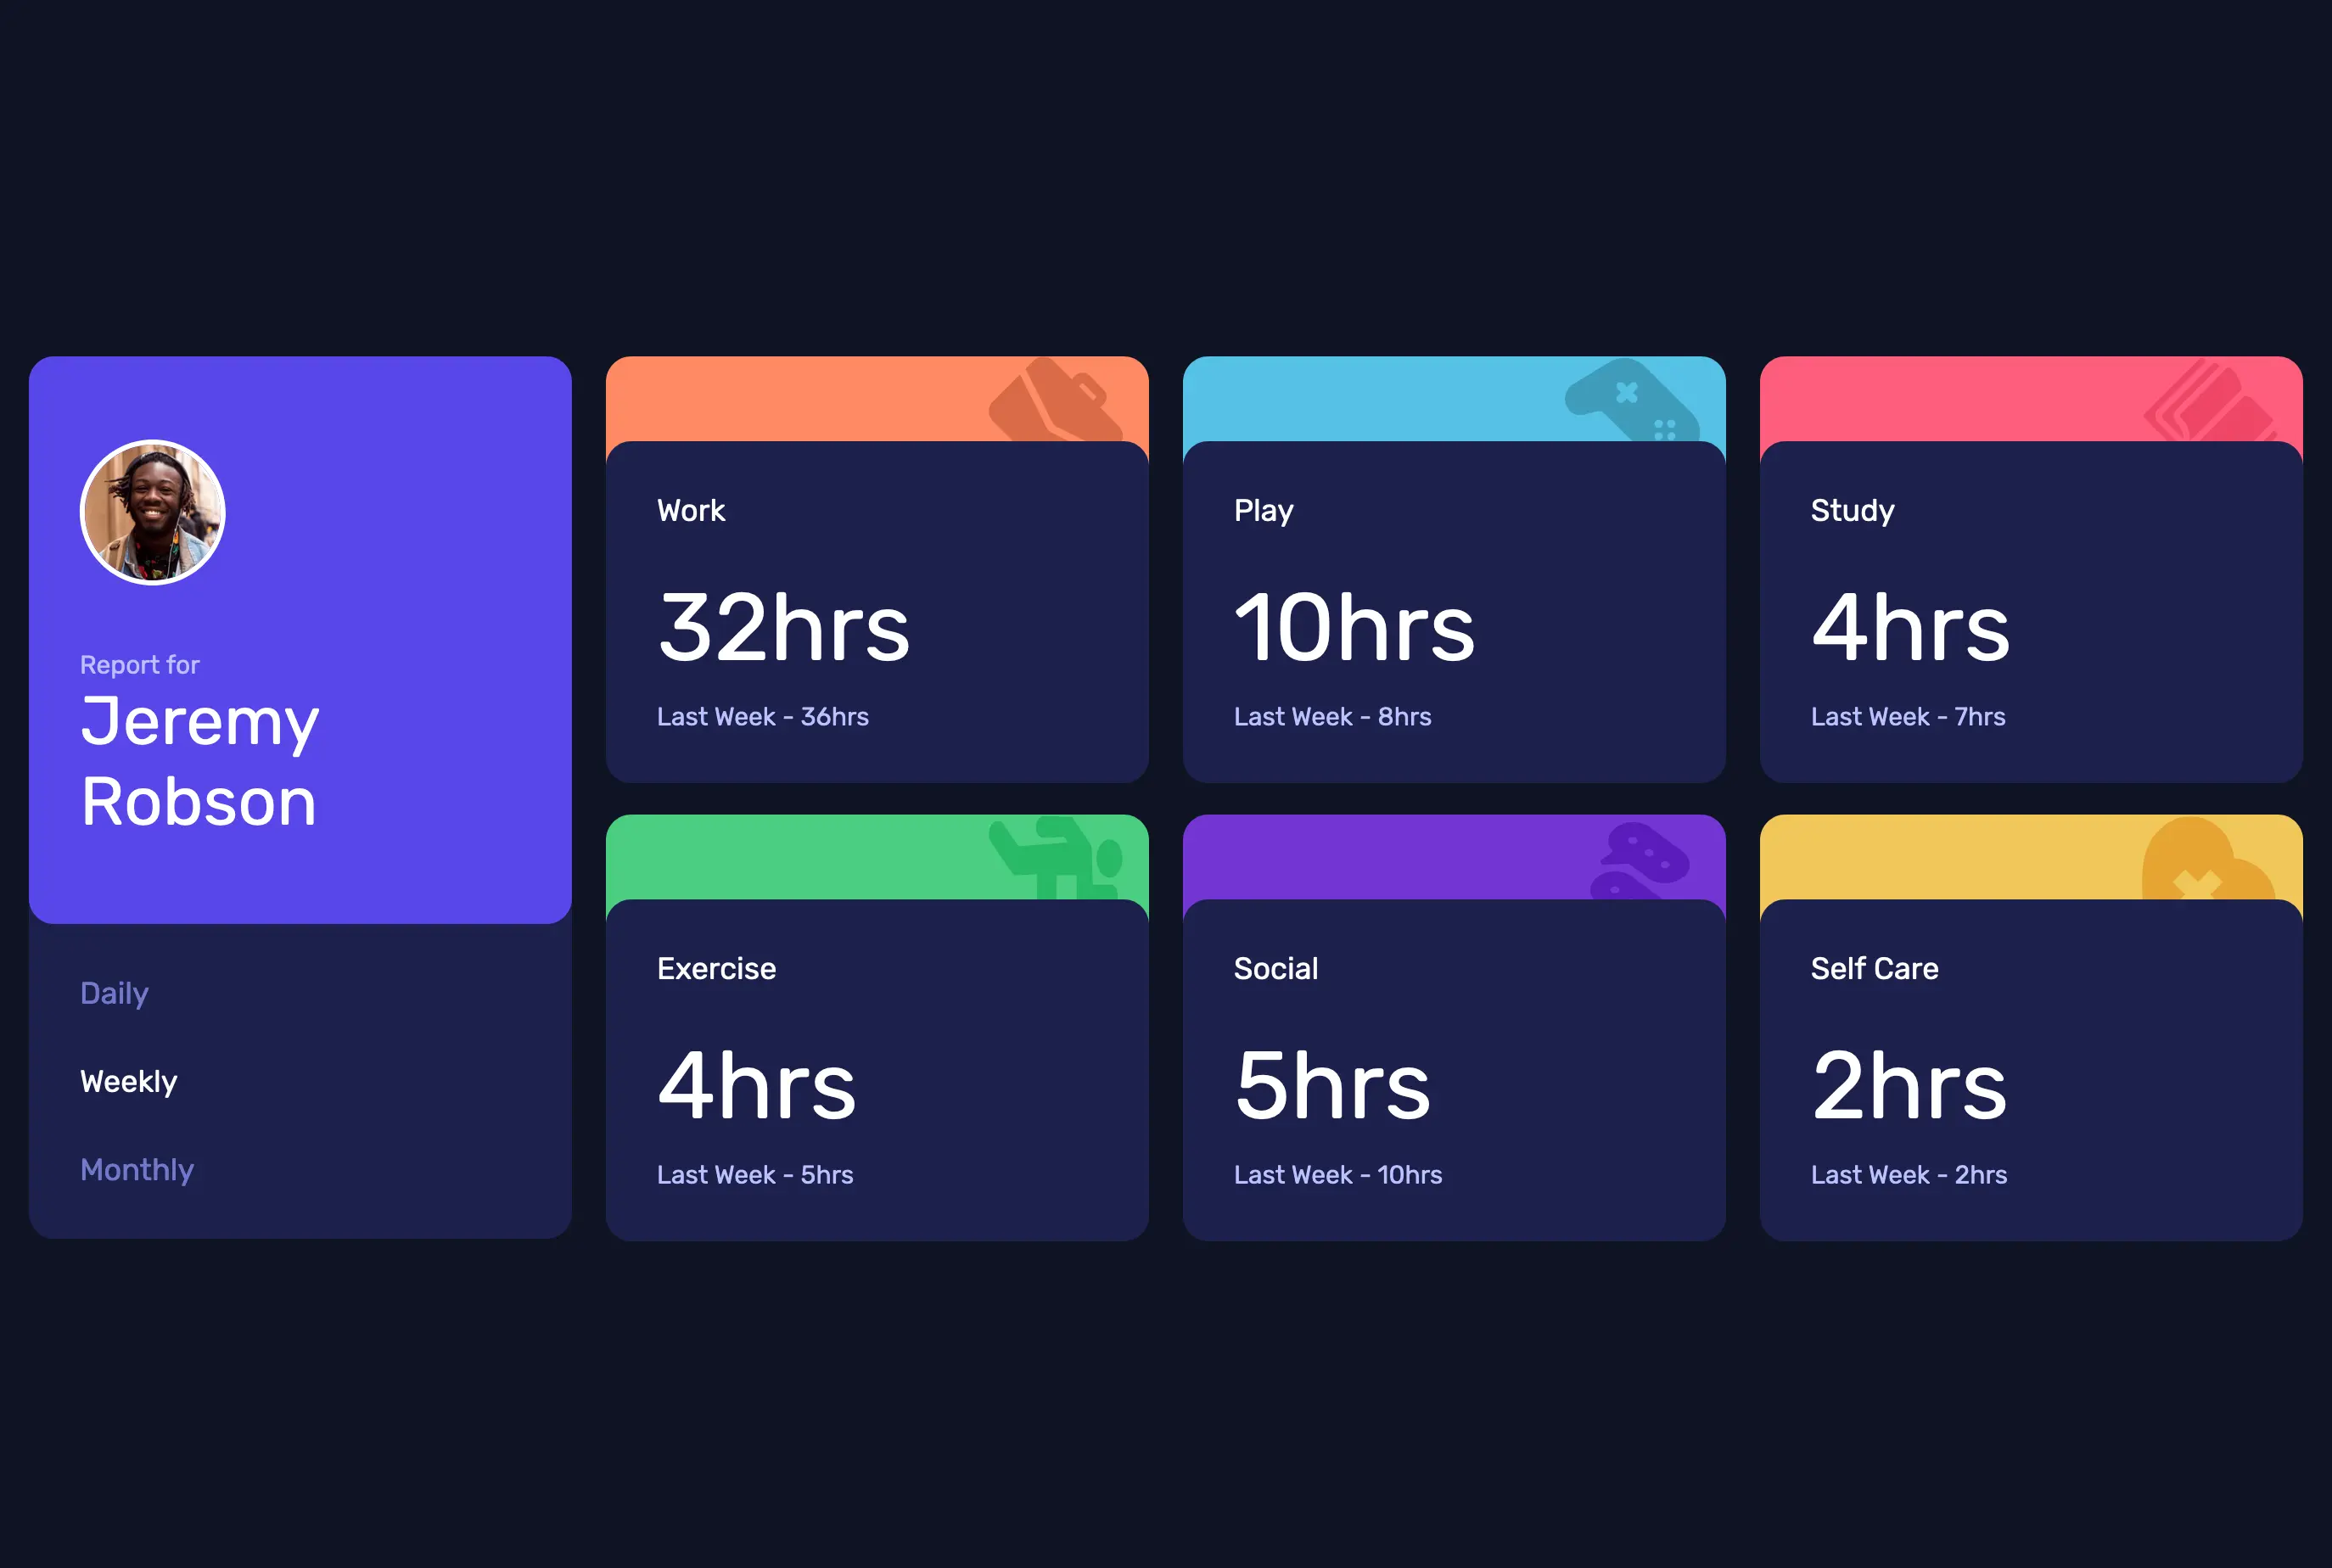 Report for
Jeremy
Robson
Daily
Weekly
Monthly
Work
32hrs
Last Week - 36hrs
Play
10hrs
Last Week - 8hrs
Study
4hrs
Last Week - 7hrs
Exercise
4hrs
Last Week - 5hrs
Social
5hrs
Last Week - 10hrs
Self Care
2hrs
Last Week - 2hrs